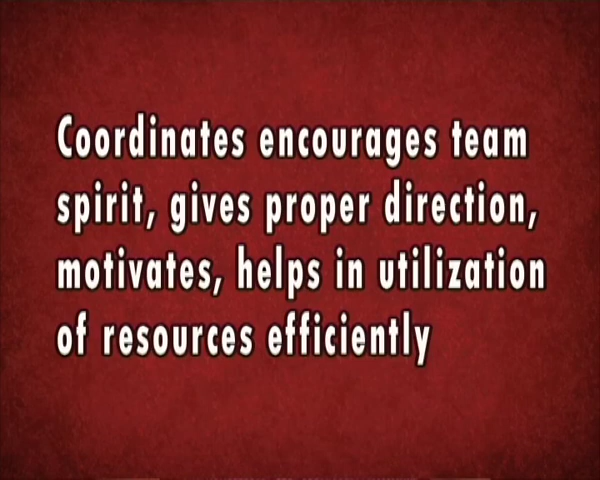 Coordinates encourages team
spirit, gives proper direction,
motivates, helps in utilization
of resources efficiently